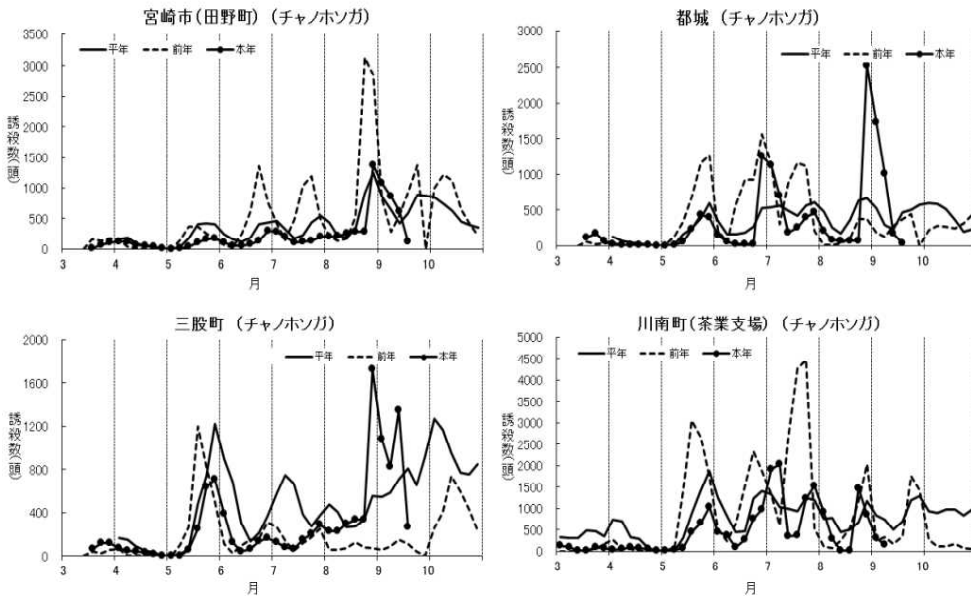 宮崎市(田野町)(チャノホソガ)
平年 前年 本年
誘殺数(頭)
3500
3000
2500
2000
1500
1000
500
0
3 4 5 6 7 8 9 10
月
都城 (チャノホソガ)
平年 前年 本年
誘殺数(頭)
3000
2500
2000
1500
1000
500
0
3 4 5 6 7 8 9 10
月
三股町 (チャノホソガ)
平年 前年 本年
誘殺数(頭)
2000
1600
1200
800
400
0
3 4 5 6 7 8 9 10
月
川南町(茶業支場)(チャノホソガ)
平年 前年 本年
誘殺数(頭)
5000
4500
4000
3500
3000
2500
2000
1500
1000
500
0
3 4 5 6 7 8 9 10
月